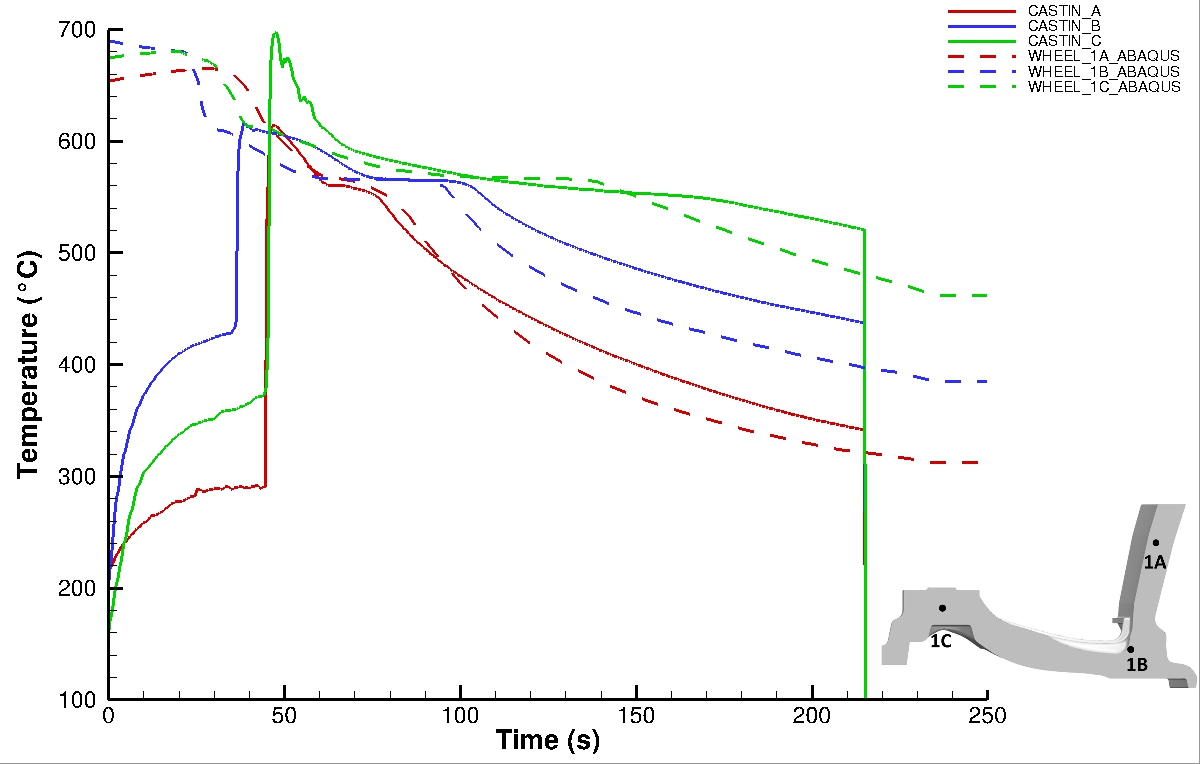 CASTIN_A
CASTIN_B
CASTIN_C
WHEEL_1A_ABAQUS
WHEEL_1B_ABAQUS
WHEEL_1C_ABAQUS
700
600
500
400
300
200
100
Temperature (°C)
0
50
100
150
200
250
Time (s)
1A
1C
1B